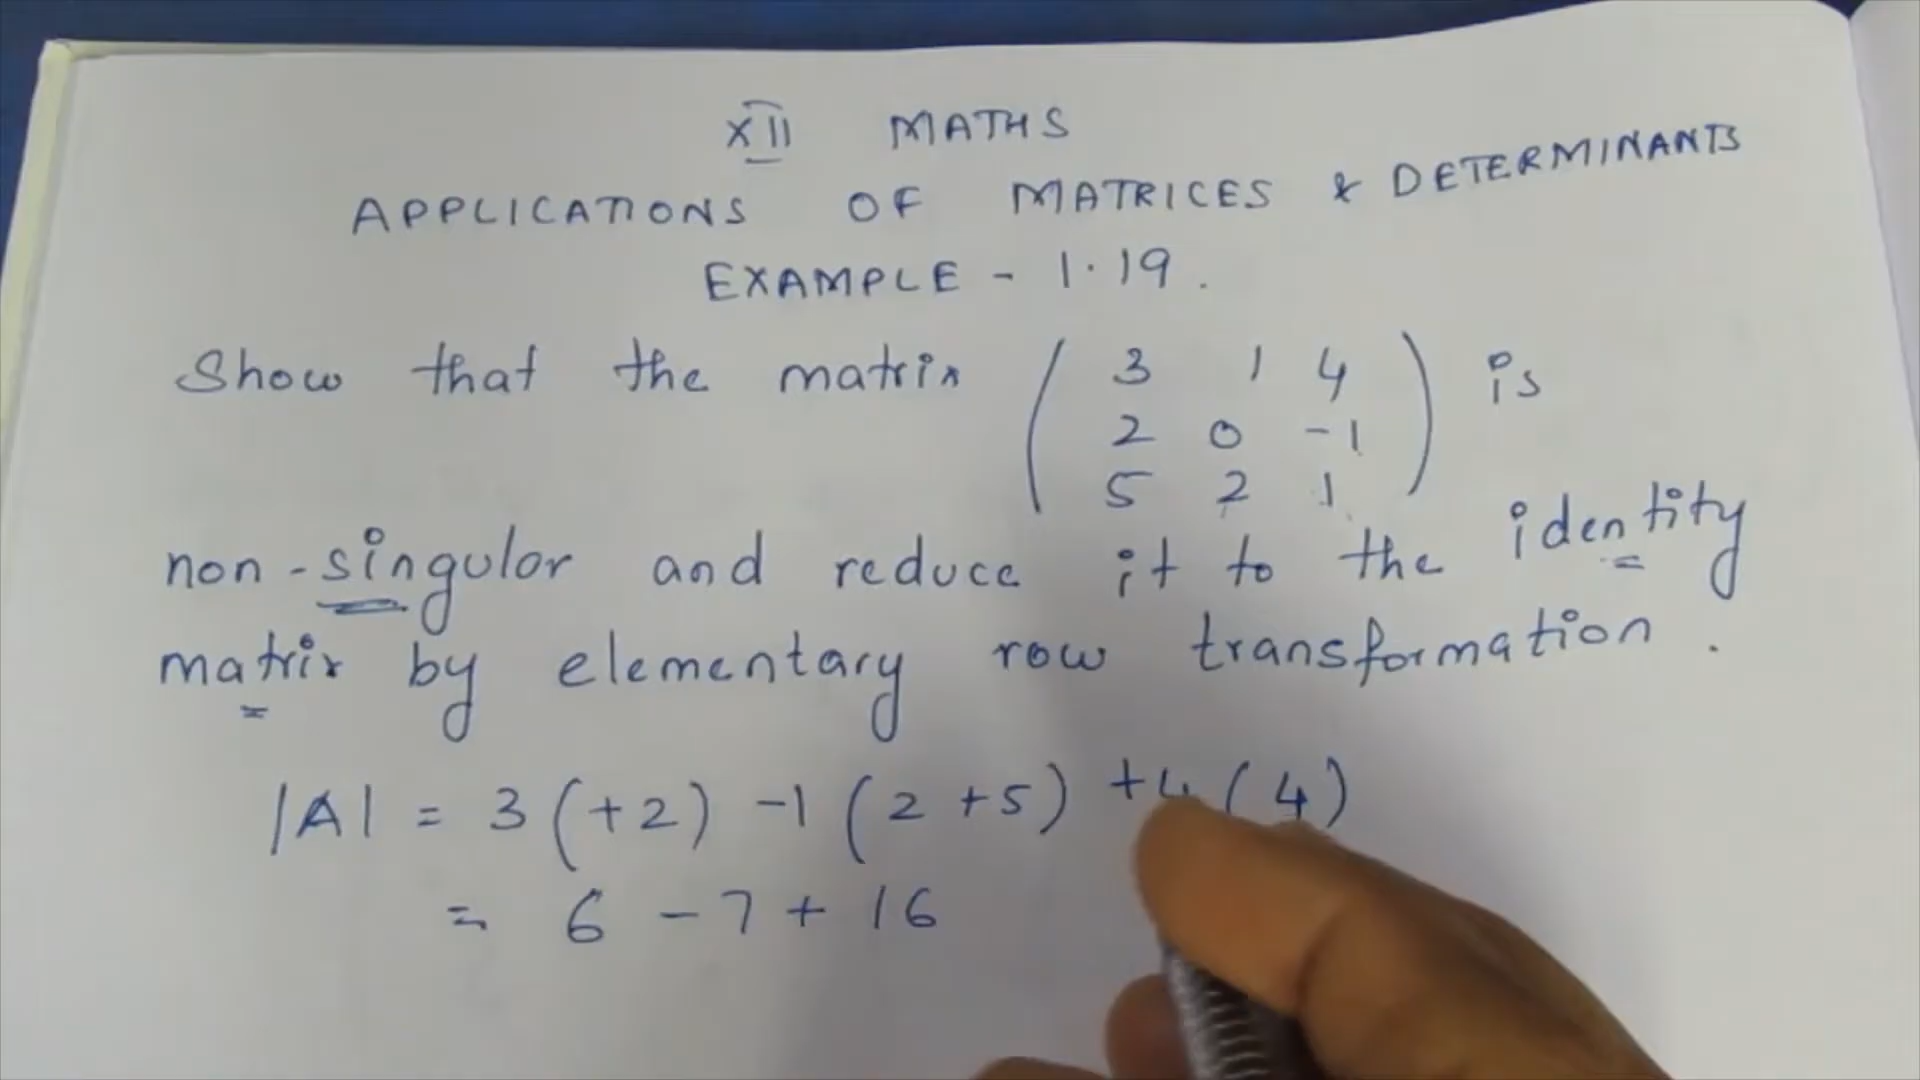 XII MATHS
APPLICATIONS OF MATRICES & DETERMINANTS
EXAMPLE - 1.19.
Show that the matrix ( 3 1 4 ) is
2 0 -1
5 2 1
non-singular and reduce it to the identity
matrix by elementary row transformation.
|A| = 3 (+2) -1 (2 +5) +4 (4)
= 6 - 7 + 16